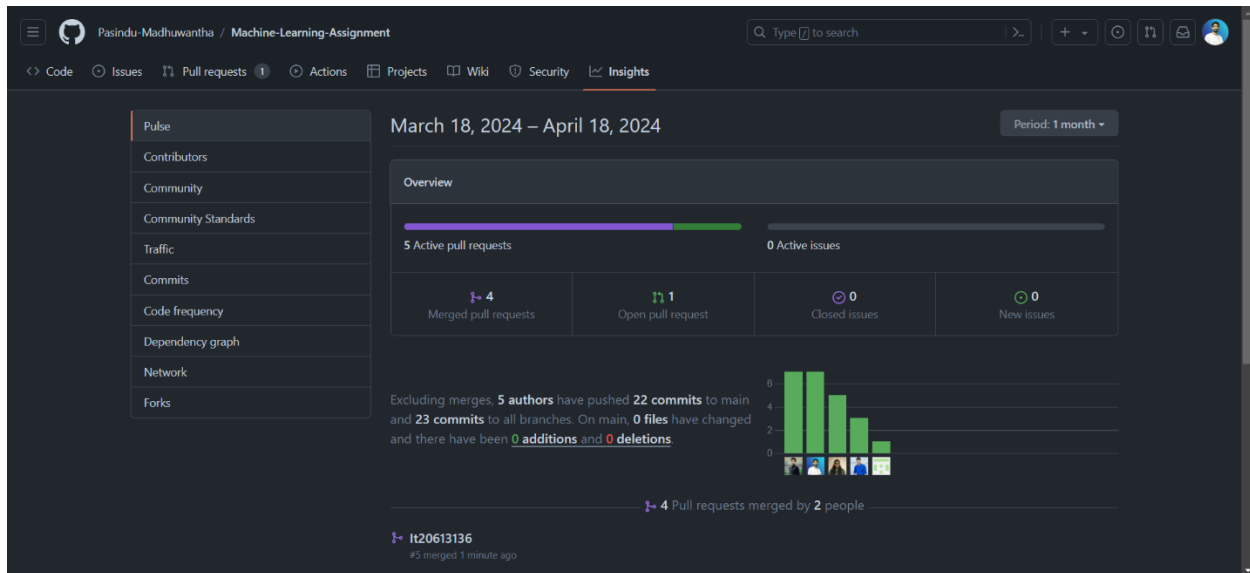 Pasindu-Madhuwantha / Machine-Learning-Assignment
Type / to search
Code
Issues
Pull requests 1
Actions
Projects
Wiki
Security
Insights
Pulse
Contributors
Community
Community Standards
Traffic
Commits
Code frequency
Dependency graph
Network
Forks
March 18, 2024 – April 18, 2024
Period: 1 month
Overview
5 Active pull requests
0 Active issues
4
Merged pull requests
1
Open pull request
0
Closed issues
0
New issues
Excluding merges, 5 authors have pushed 22 commits to main
and 23 commits to all branches. On main, 0 files have changed
and there have been 0 additions and 0 deletions.
6
4
2
0
4 Pull requests merged by 2 people
It20613136
#5 merged 1 minute ago